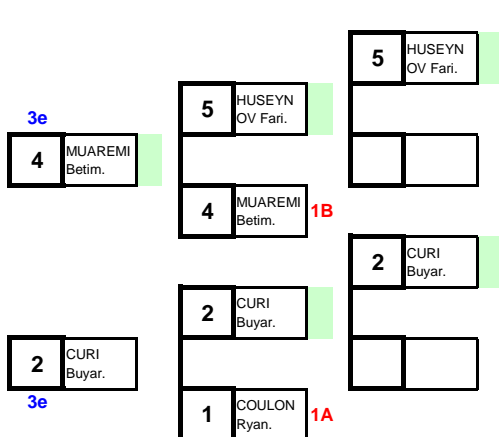 3e
4 MUAREMI
Betim.
2 CURI
Buyar.
3e
5 HUSEYN
OV Fari.
4 MUAREMI 1B
Betim.
2 CURI
Buyar.
1 COULON 1A
Ryan.
5 HUSEYN
OV Fari.
2 CURI
Buyar.